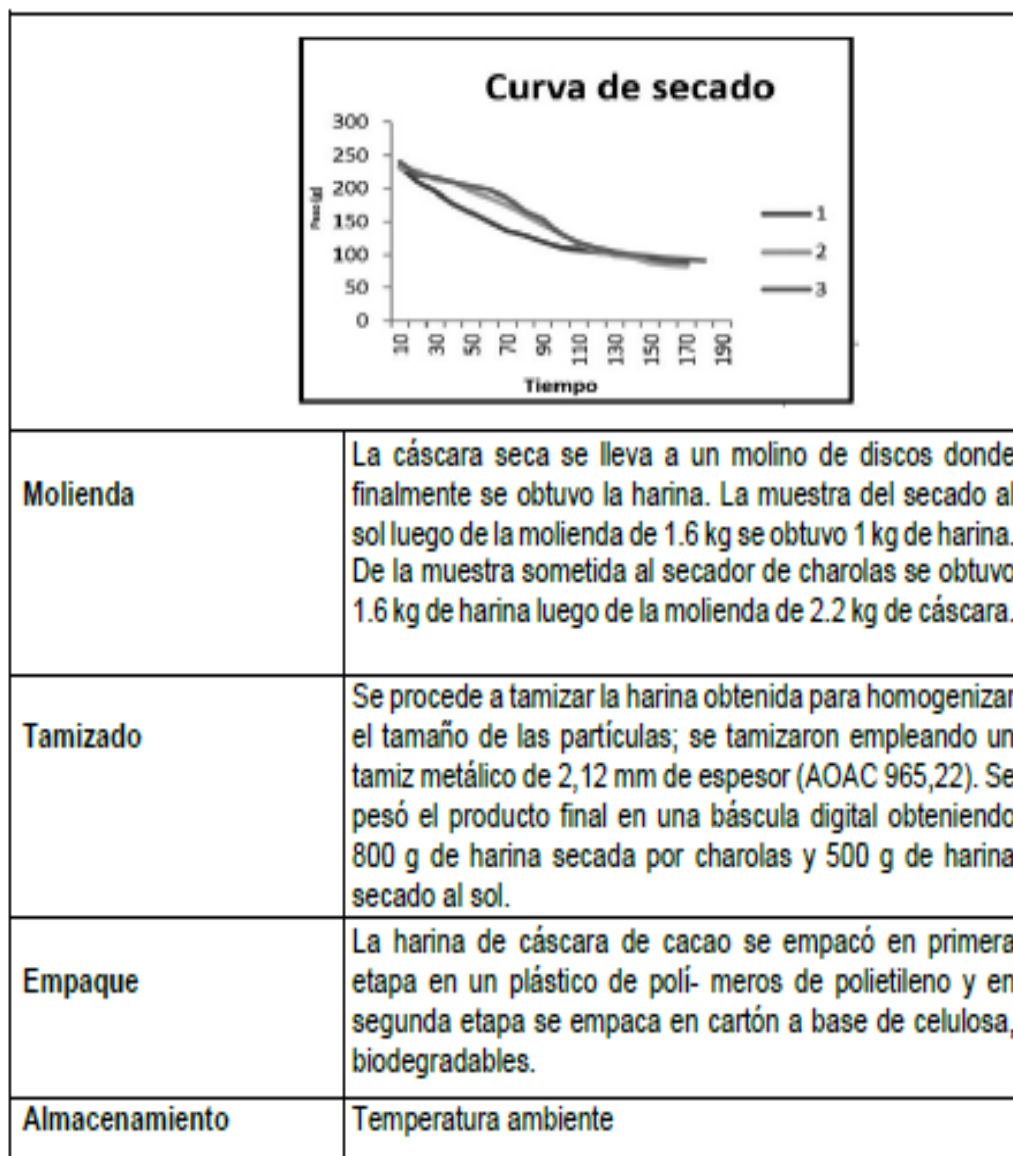 Curva de secado
300
250
200
150
100
50
0
Peso (g)
10
30
50
70
90
110
130
150
170
190
Tiempo
1
2
3
Molienda
La cáscara seca se lleva a un molino de discos donde
finalmente se obtuvo la harina. La muestra del secado al
sol luego de la molienda de 1.6 kg se obtuvo 1 kg de harina.
De la muestra sometida al secador de charolas se obtuvo
1.6 kg de harina luego de la molienda de 2.2 kg de cáscara.
Tamizado
Se procede a tamizar la harina obtenida para homogenizar
el tamaño de las partículas; se tamizaron empleando un
tamiz metálico de 2,12 mm de espesor (AOAC 965,22). Se
pesó el producto final en una báscula digital obteniendo
800 g de harina secada por charolas y 500 g de harina
secado al sol.
Empaque
La harina de cáscara de cacao se empacó en primera
etapa en un plástico de polí- meros de polietileno y en
segunda etapa se empaca en cartón a base de celulosa,
biodegradables.
Almacenamiento
Temperatura ambiente